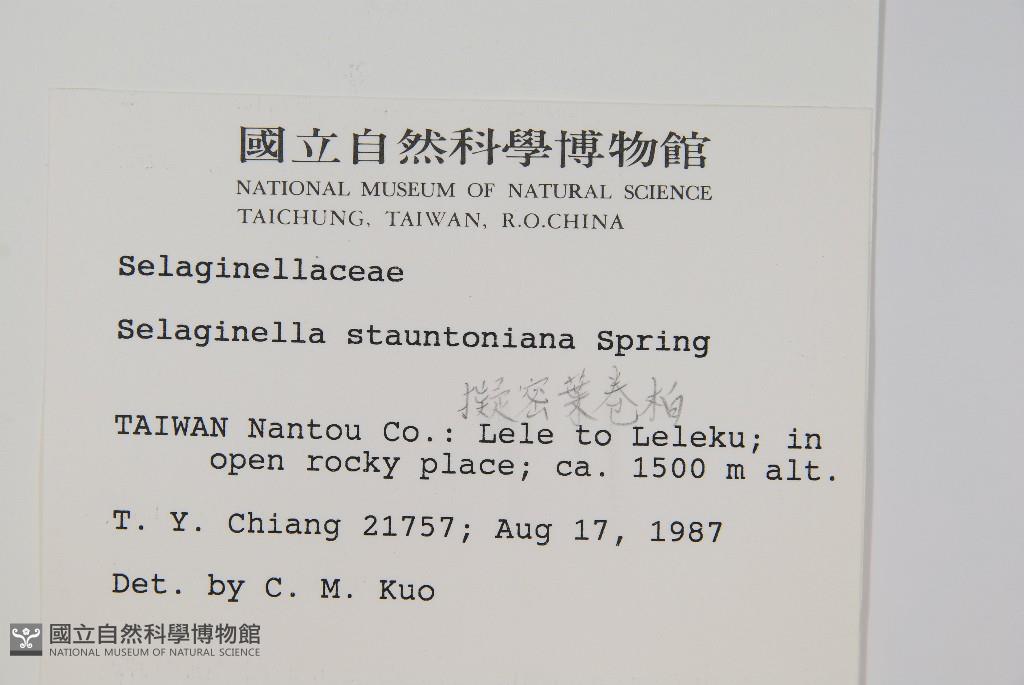 國立自然科學博物館
NATIONAL MUSEUM OF NATURAL SCIENCE
TAICHUNG, TAIWAN, R.O.CHINA
Selaginellaceae
Selaginella stauntoniana Spring
擬密葉卷柏
TAIWAN Nantou Co.: Lele to Leleku; in
open rocky place; ca. 1500 m alt.
T. Y. Chiang 21757; Aug 17, 1987
Det. by C. M. Kuo
國立自然科學博物館
NATIONAL MUSEUM OF NATURAL SCIENCE